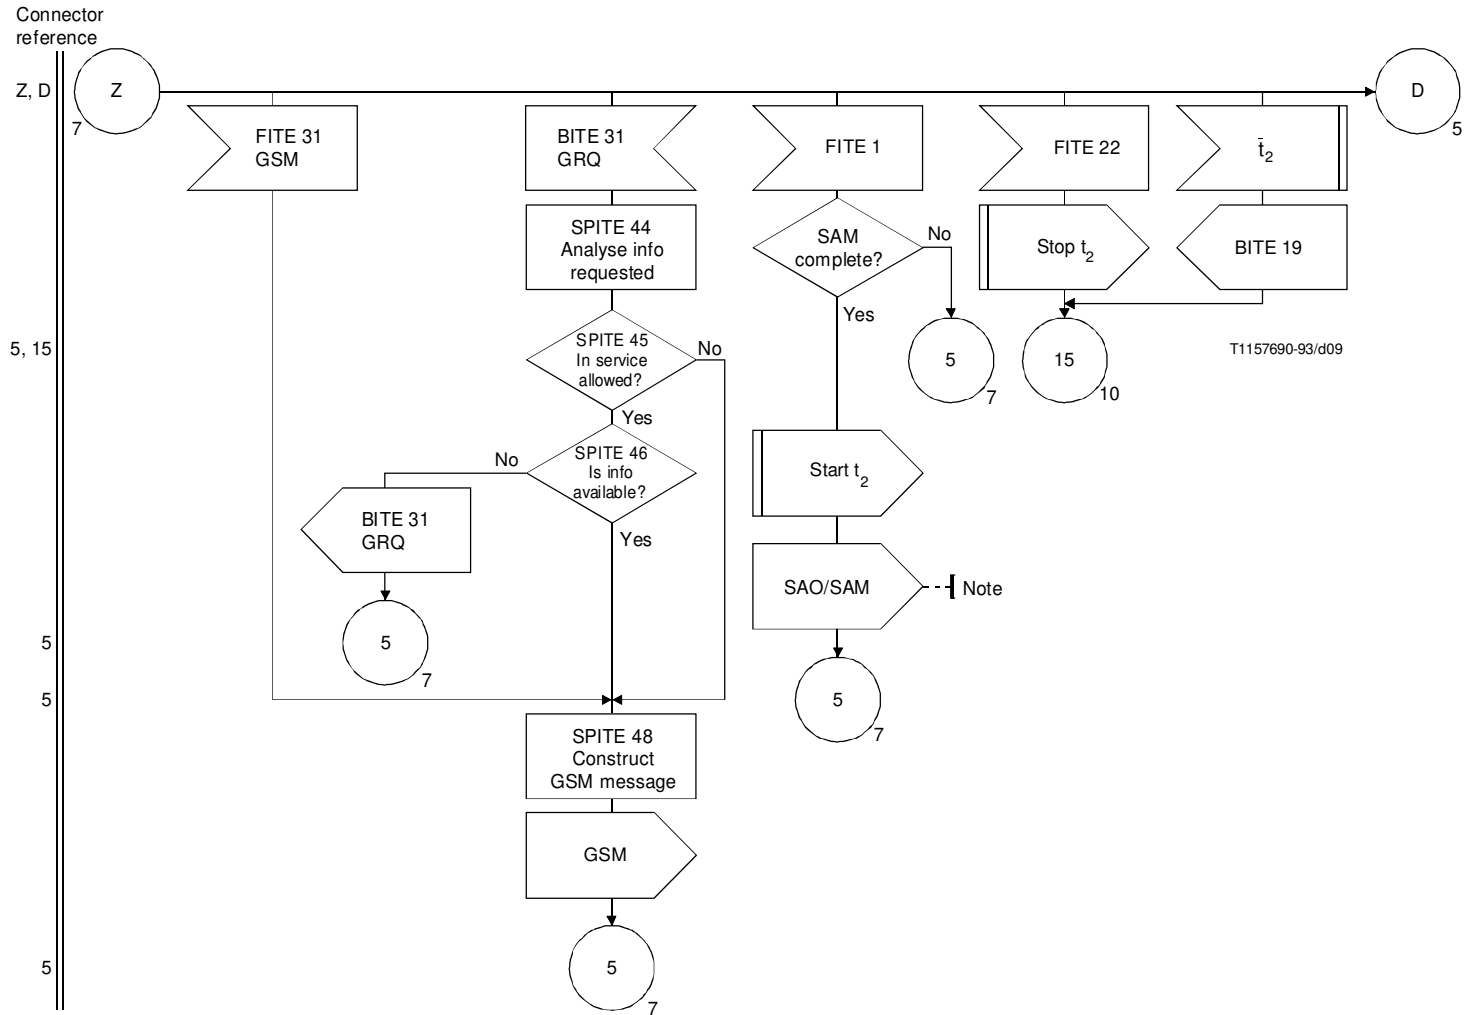 Connector
reference
Z, D
Z
7
D
5
FITE 31
GSM
BITE 31
GRQ
FITE 1
FITE 22
t̄2
SPITE 44
Analyse info
requested
SAM
complete?
No
Stop t2
BITE 19
Yes
5, 15
SPITE 45
In service
allowed?
No
5
7
15
10
T1157690-93/d09
Yes
SPITE 46
Is info
available?
No
Start t2
BITE 31
GRQ
Yes
SAO/SAM
Note
5
5
7
5
5
7
SPITE 48
Construct
GSM message
GSM
5
5
7